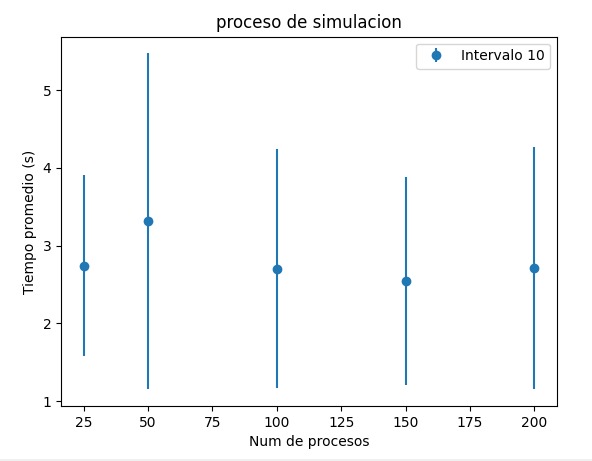 proceso de simulacion
Intervalo 10
Tiempo promedio (s)
5
4
3
2
1
25 50 75 100 125 150 175 200
Num de procesos